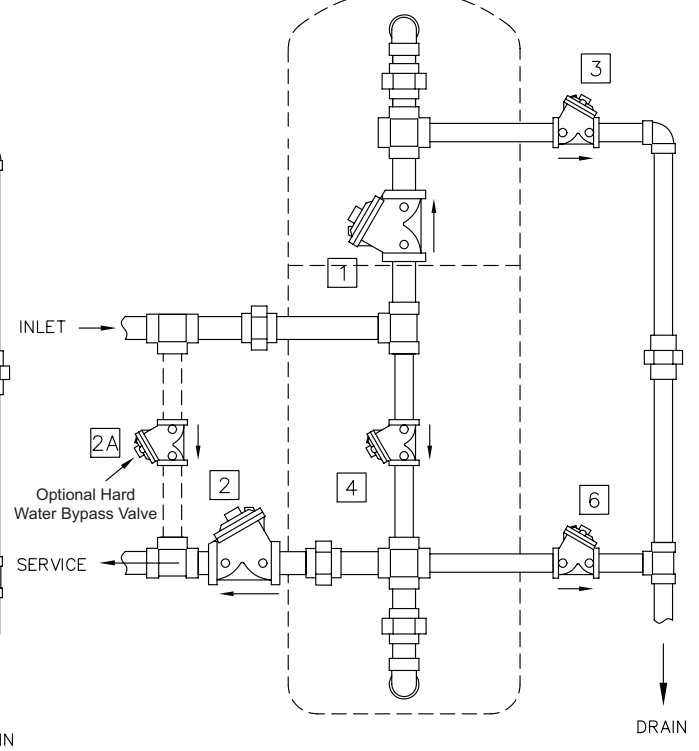 3
1
INLET
2A
Optional Hard
Water Bypass Valve
2
4
6
SERVICE
DRAIN
IN